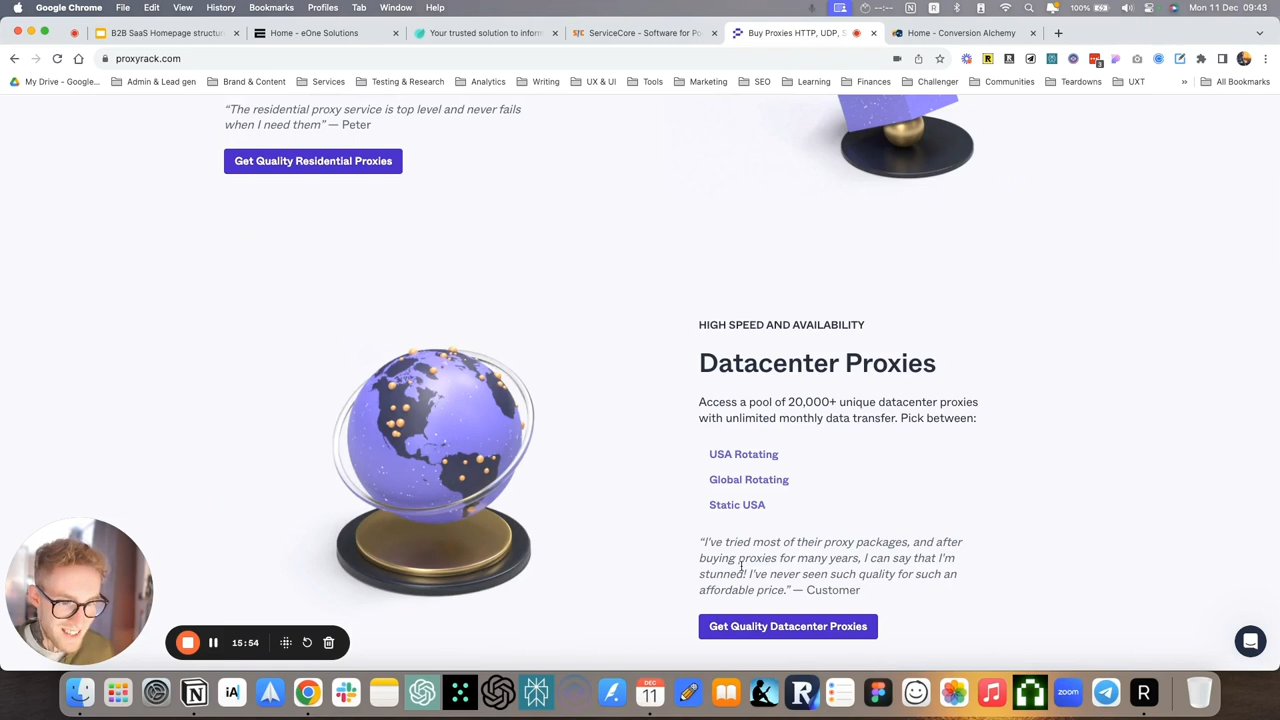 Google Chrome File Edit View History Bookmarks Profiles Tab Window Help 100% Mon 11 Dec 09:43
B2B SaaS Homepage structur Home - eOne Solutions Your trusted solution to inform ServiceCore - Software for Po Buy Proxies HTTP, UDP, S Home - Conversion Alchemy
proxyrack.com
My Drive - Google... Admin & Lead gen Brand & Content Services Testing & Research Analytics Writing UX & UI Tools Marketing SEO Learning Finances Challenger Communities Teardowns UXT » All Bookmarks
“The residential proxy service is top level and never fails
when I need them” — Peter
Get Quality Residential Proxies
HIGH SPEED AND AVAILABILITY
Datacenter Proxies
Access a pool of 20,000+ unique datacenter proxies
with unlimited monthly data transfer. Pick between:
USA Rotating
Global Rotating
Static USA
“I've tried most of their proxy packages, and after
buying proxies for many years, I can say that I'm
stunned! I've never seen such quality for such an
affordable price.” — Customer
Get Quality Datacenter Proxies
15:54
iA DEC 11 R zoom R